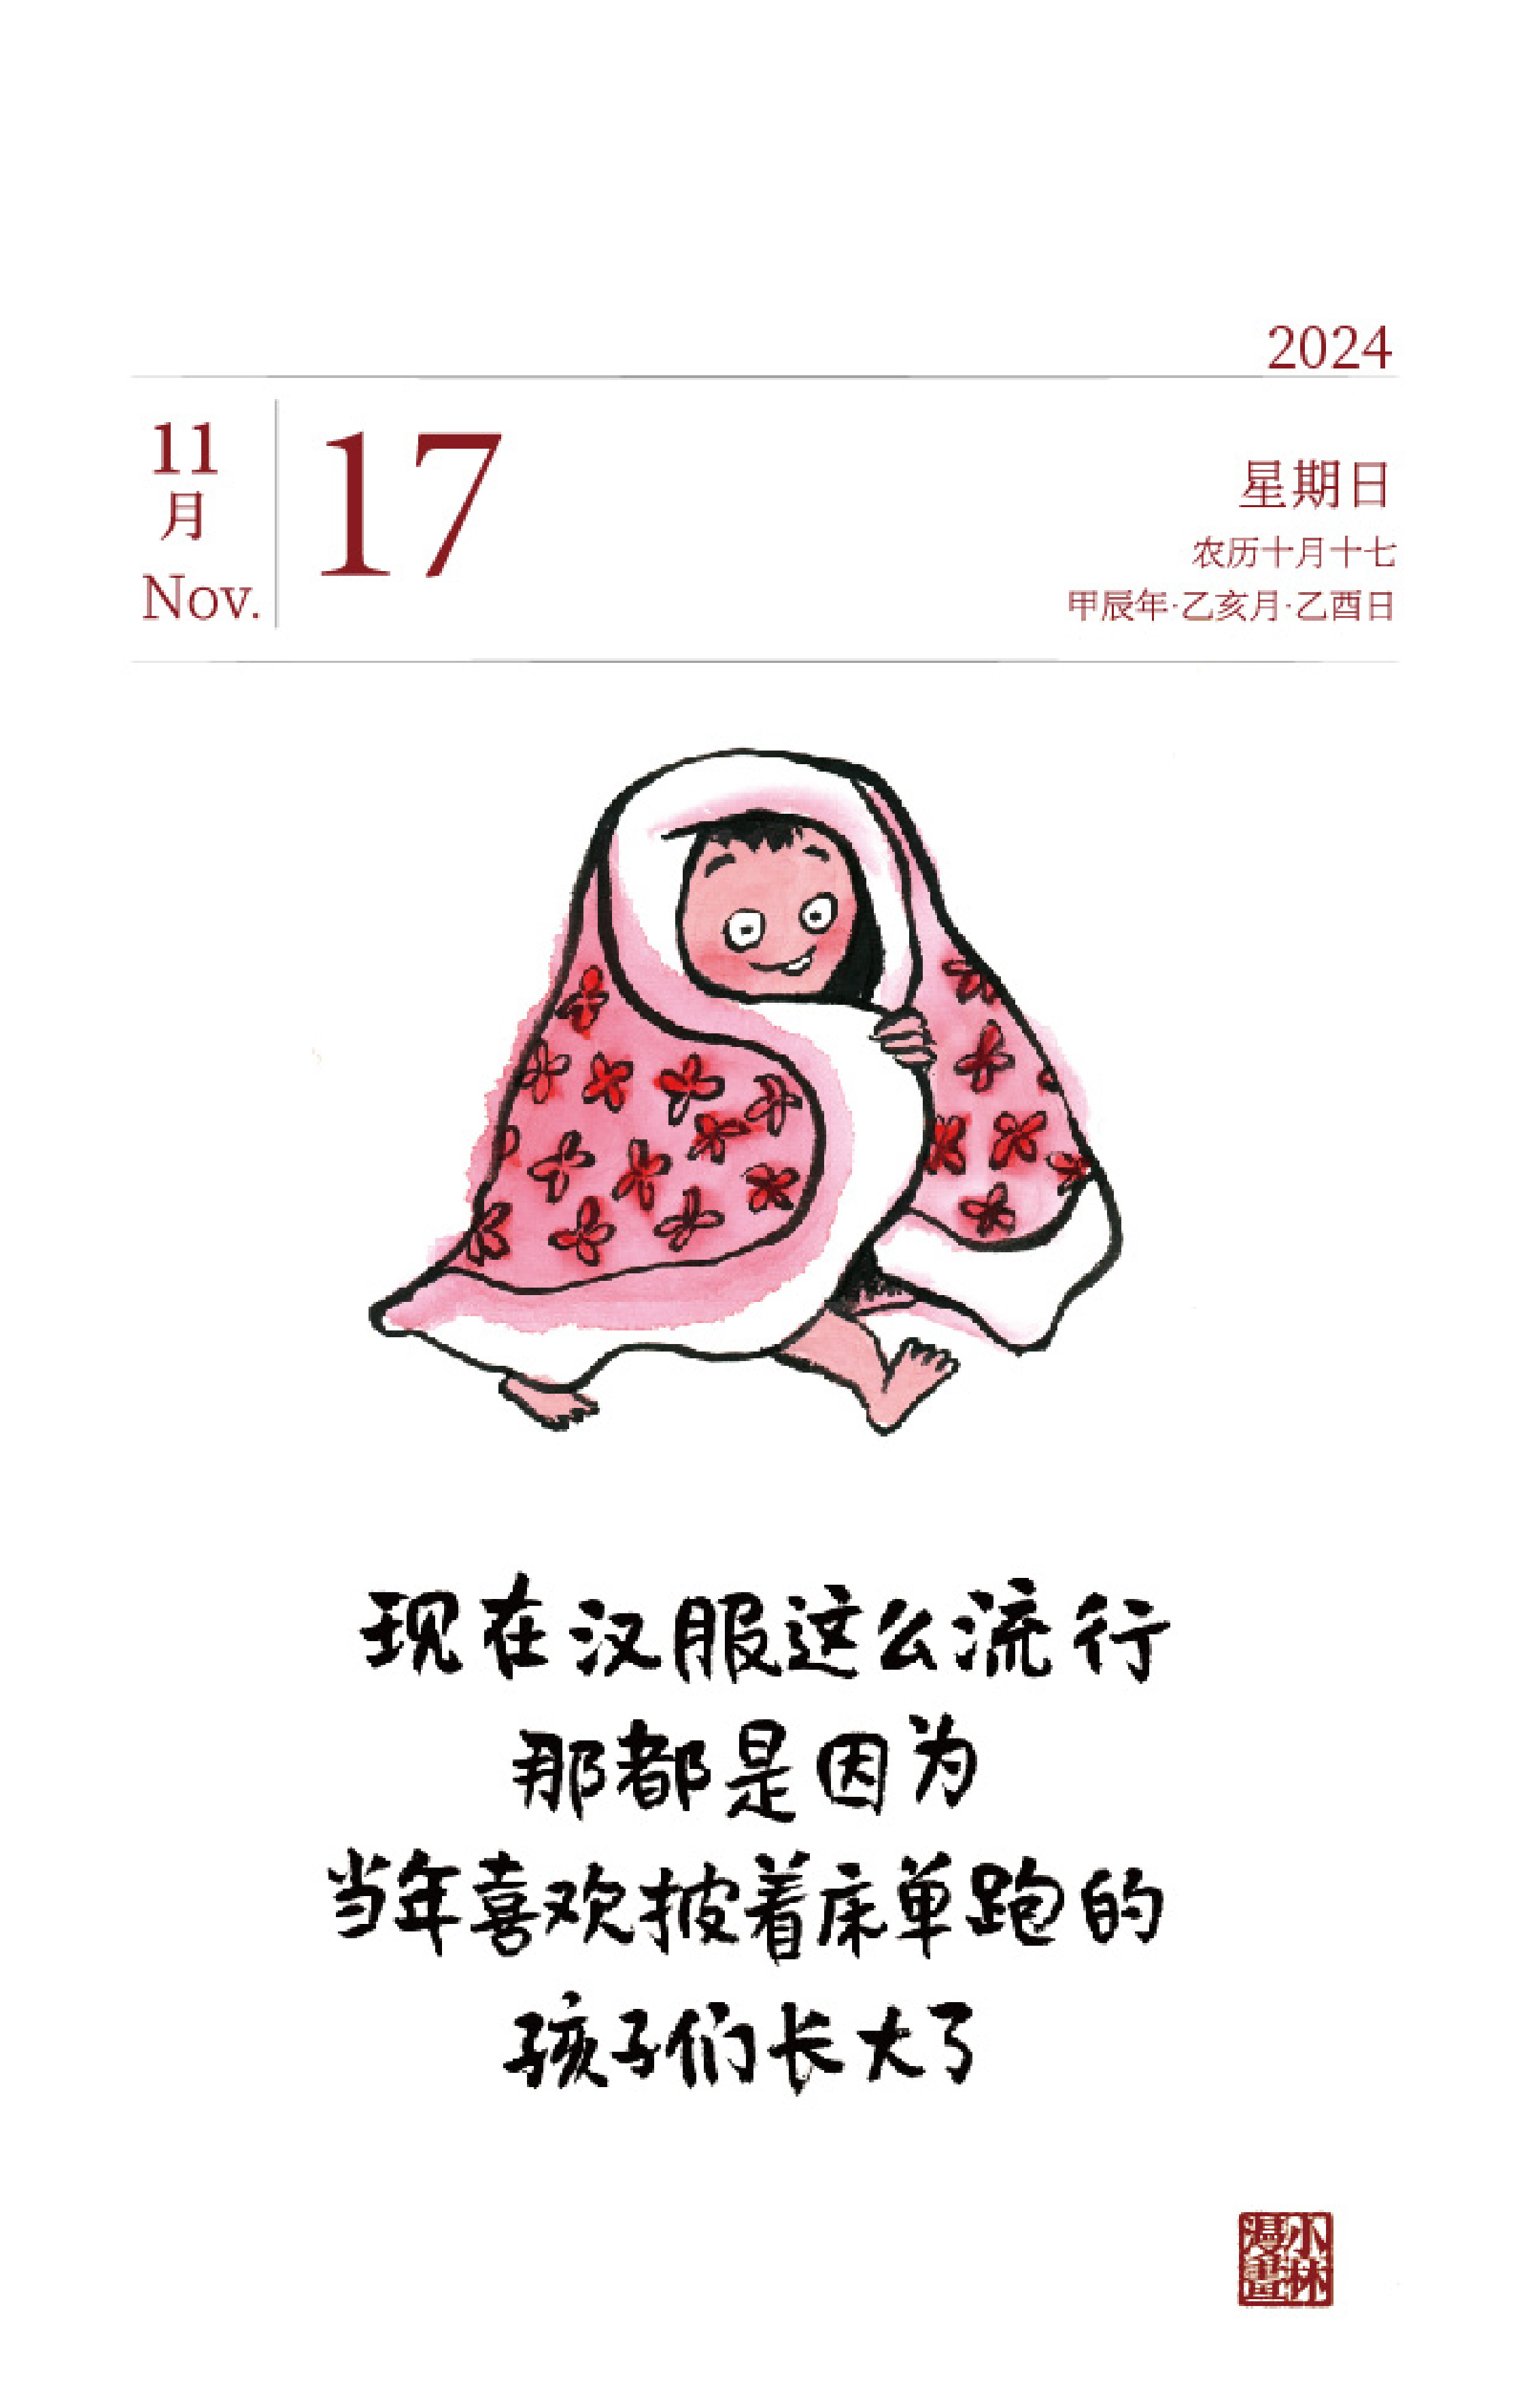 2024
11
月
Nov.
17
星期日
农历十月十七
甲辰年·乙亥月·乙酉日
现在汉服这么流行
那都是因为
当年喜欢披着床单跑的
孩子们长大了
小林
漫畫